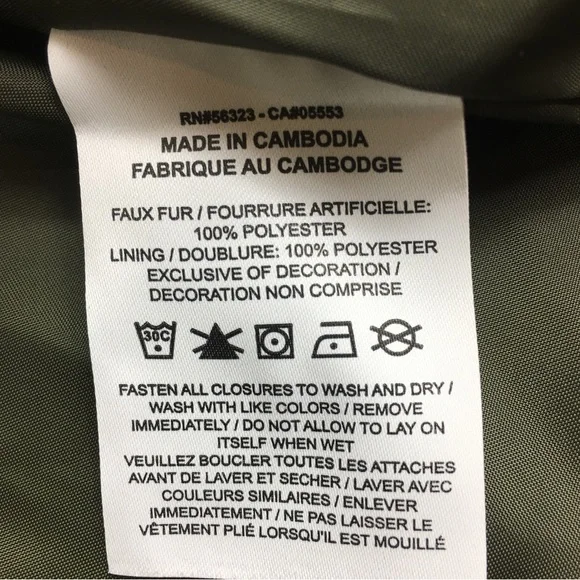 RN#56323 - CA#05553
MADE IN CAMBODIA
FABRIQUE AU CAMBODGE
FAUX FUR / FOURRURE ARTIFICIELLE:
100% POLYESTER
LINING / DOUBLURE: 100% POLYESTER
EXCLUSIVE OF DECORATION /
DECORATION NON COMPRISE
30C
FASTEN ALL CLOSURES TO WASH AND DRY /
WASH WITH LIKE COLORS / REMOVE
IMMEDIATELY / DO NOT ALLOW TO LAY ON
ITSELF WHEN WET
VEUILLEZ BOUCLER TOUTES LES ATTACHES
AVANT DE LAVER ET SECHER / LAVER AVEC
COULEURS SIMILAIRES / ENLEVER
IMMEDIATEMENT / NE PAS LAISSER LE
VÊTEMENT PLIÉ LORSQU'IL EST MOUILLÉ